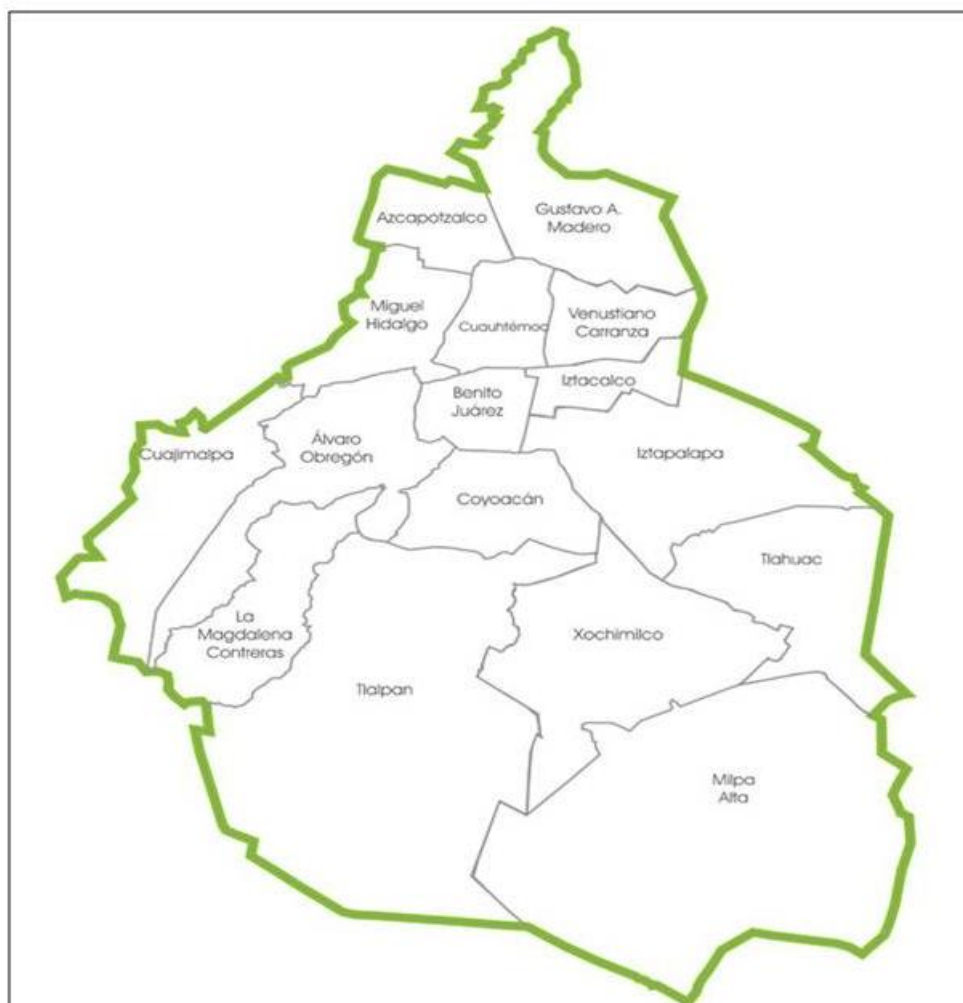 Gustavo A.
Madero
Azcapotzalco
Miguel
Hidalgo
Cuauhtémoc
Venustiano
Carranza
Iztacalco
Benito
Juárez
Cuajimalpa
Álvaro
Obregón
Iztapalapa
Coyoacán
Tlahuac
La
Magdalena
Contreras
Xochimilco
Tlalpan
Milpa
Alta